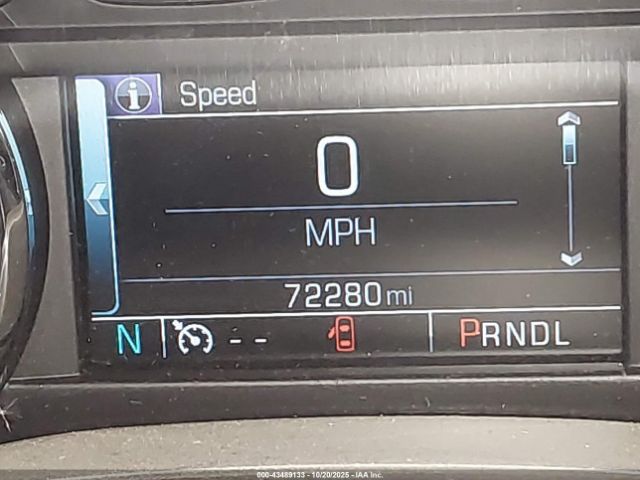 i Speed
0
MPH
72280 mi
N -- PRNDL
000-43489133 - 10/20/2025 - IAA Inc.